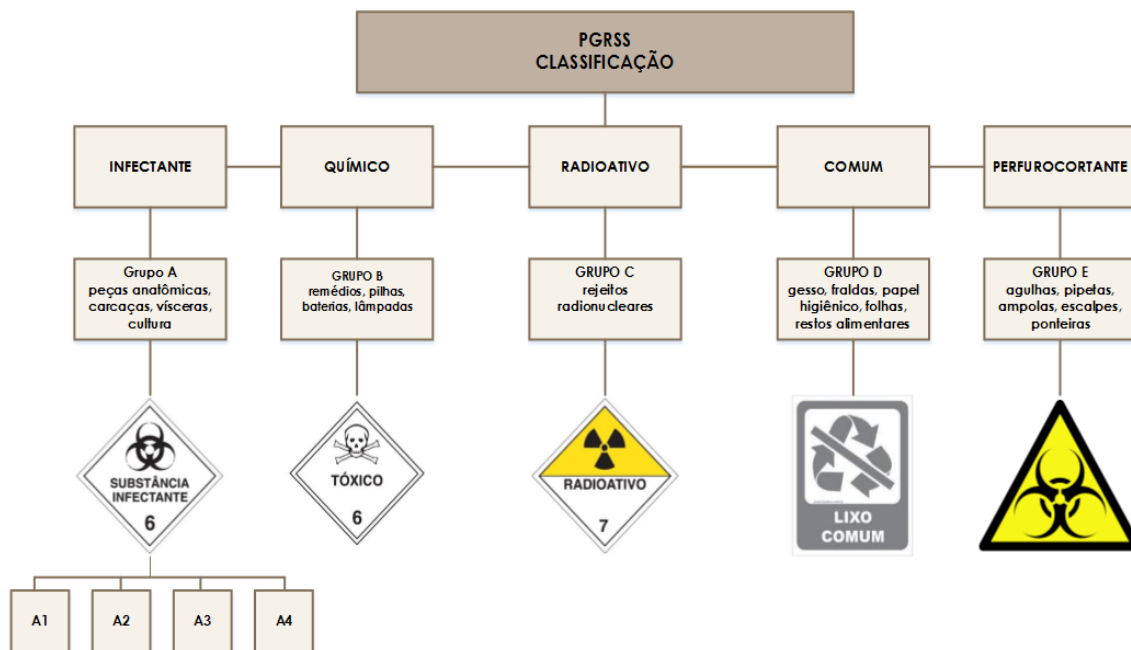 PGRSS
CLASSIFICAÇÃO
INFECTANTE
QUÍMICO
RADIOATIVO
COMUM
PERFUROCORTANTE
Grupo A
peças anatômicas,
carcaças, vísceras,
cultura
GRUPO B
remédios, pilhas,
baterias, lâmpadas
GRUPO C
rejeitos
radionucleares
GRUPO D
gesso, fraldas, papel
higiênico, folhas,
restos alimentares
GRUPO E
agulhas, pipetas,
ampolas, escalpes,
ponteiras
SUBSTÂNCIA
INFECTANTE
6
TÓXICO
6
RADIOATIVO
7
LIXO
COMUM
A1
A2
A3
A4